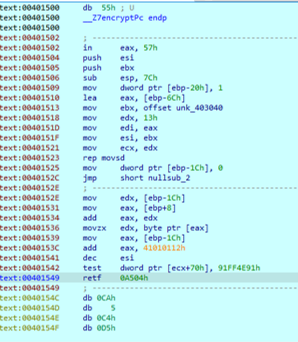 text:00401500 db 55h ; U
text:00401500 __Z7encryptPc endp
text:00401500
text:00401502 ; ---------------------------------------------------------------------------
text:00401502 in eax, 57h
text:00401504 push esi
text:00401505 push ebx
text:00401506 sub esp, 7Ch
text:00401509 mov dword ptr [ebp-20h], 1
text:00401510 lea eax, [ebp-6Ch]
text:00401513 mov ebx, offset unk_403040
text:00401518 mov edx, 13h
text:0040151D mov edi, eax
text:0040151F mov esi, ebx
text:00401521 mov ecx, edx
text:00401523 rep movsd
text:00401525 mov dword ptr [ebp-1Ch], 0
text:0040152C jmp short nullsub_2
text:0040152E ; ---------------------------------------------------------------------------
text:0040152E mov edx, [ebp-1Ch]
text:00401531 mov eax, [ebp+8]
text:00401534 add eax, edx
text:00401536 movzx edx, byte ptr [eax]
text:00401539 mov eax, [ebp-1Ch]
text:0040153C add eax, 41010112h
text:00401541 dec esi
text:00401542 test dword ptr [ecx+70h], 91FF4E91h
text:00401549 retf 0A504h
text:00401549 ; ---------------------------------------------------------------------------
text:0040154C db 0CAh
text:0040154D db 5
text:0040154E db 0C4h
text:0040154F db 0D5h